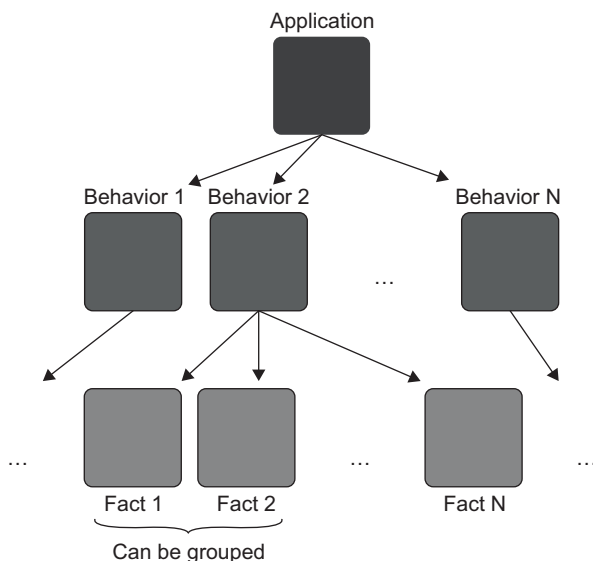 Application
Behavior 1 Behavior 2 Behavior N
...
... ... ...
Fact 1 Fact 2 Fact N
Can be grouped